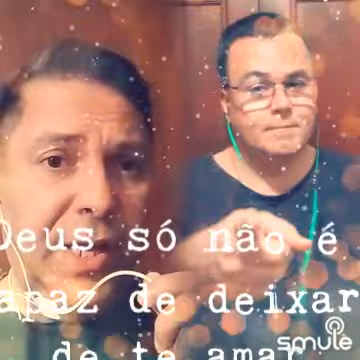 Deus só não é
apaz de deixar
de te amar
smule